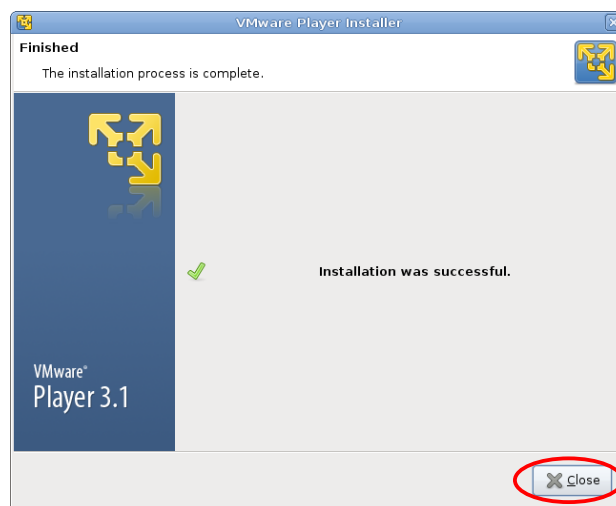 VMware Player Installer
Finished
The installation process is complete.
Installation was successful.
VMware®
Player 3.1
Close